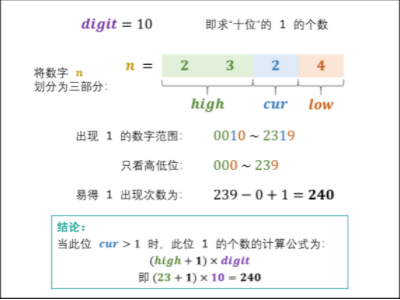 digit = 10 即求“十位”的 1 的个数
将数字 n
划分为三部分：
n = 2 3 2 4
high cur low
出现 1 的数字范围： 0010 ~ 2319
只看高低位： 000 ~ 239
易得 1 出现次数为： 239 − 0 + 1 = 240
结论：
当此位 cur > 1 时，此位 1 的个数的计算公式为：
(high + 1) × digit
即 (23 + 1) × 10 = 240